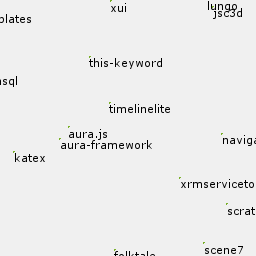 lungo
xui
jsc3d
plates
this-keyword
sql
timelinelite
aura.js
naviga
aura-framework
katex
xrmserviceto
scrat
scene7
folktale